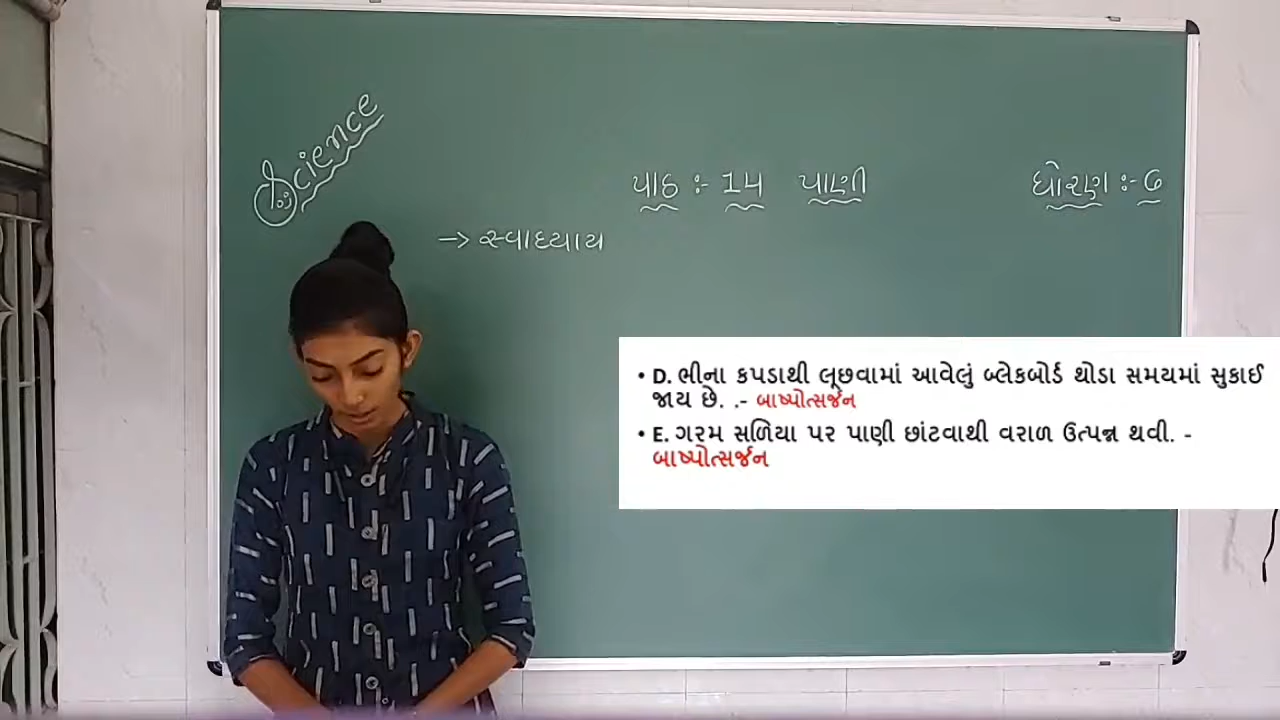 Science
પાઠ :- 14 પાણી
ધોરણ :- 6
→ સ્વાધ્યાય
• D. ભીના કપડાથી લૂછવામાં આવેલું બ્લેકબોર્ડ થોડા સમયમાં સુકાઈ
જાય છે. .- બાષ્પોત્સર્જન
• E. ગરમ સળિયા પર પાણી છાંટવાથી વરાળ ઉત્પન્ન થવી. -
બાષ્પોત્સર્જન